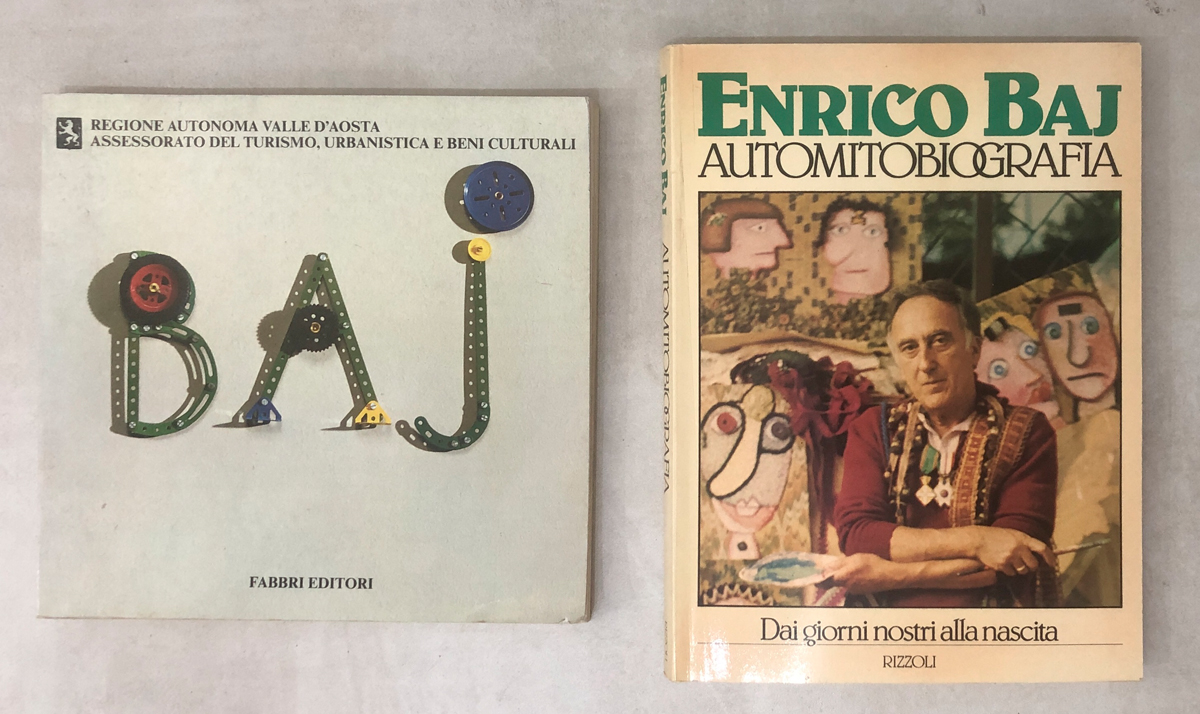 REGIONE AUTONOMA VALLE D'AOSTA
ASSESSORATO DEL TURISMO, URBANISTICA E BENI CULTURALI
BAJ
FABBRI EDITORI
ENRICO BAJ AUTOMITOBIOGRAFIA
ENRICO BAJ
AUTOMITOBIOGRAFIA
Dai giorni nostri alla nascita
RIZZOLI